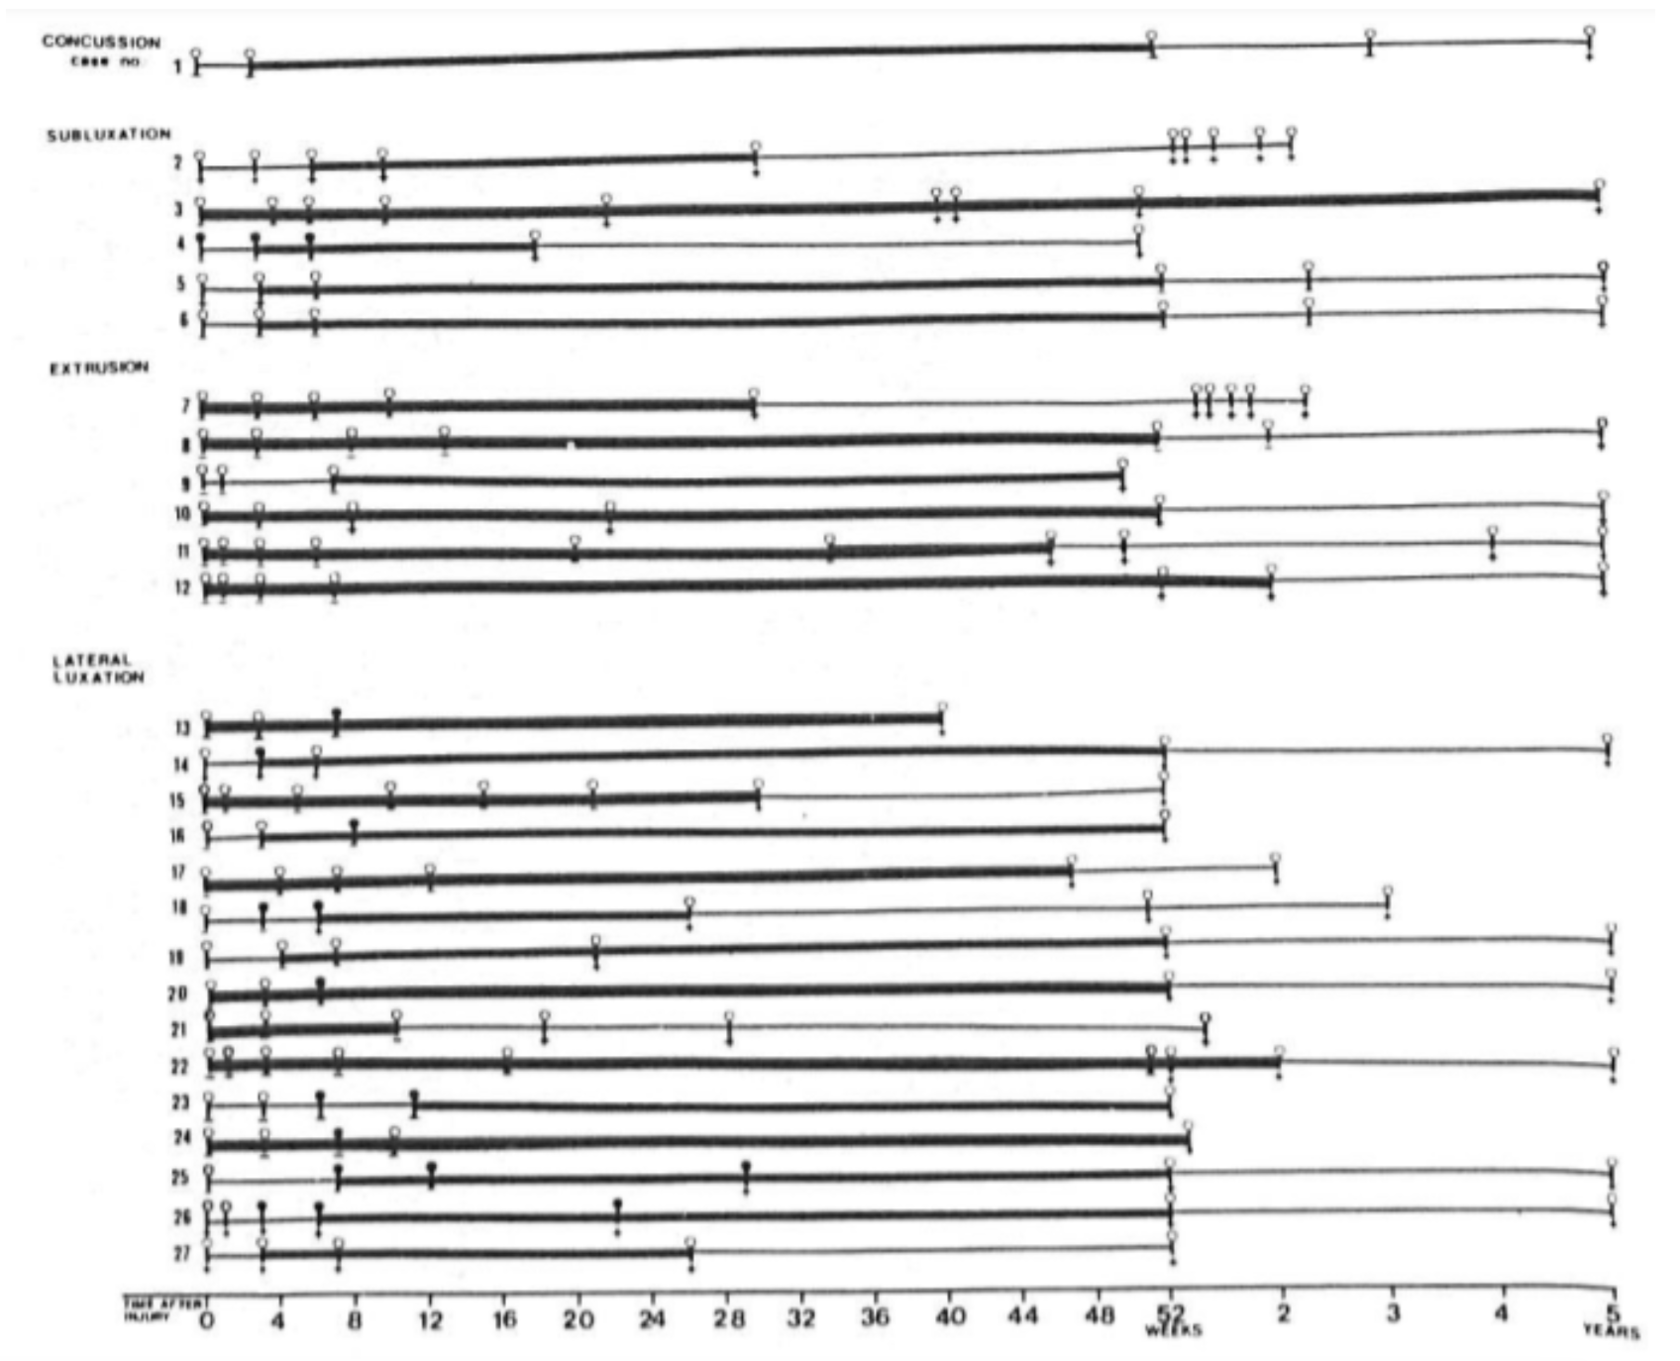 CONCUSSION
case no.
1
SUBLUXATION
2
3
4
5
6
EXTRUSION
7
8
9
10
11
12
LATERAL
LUXATION
13
14
15
16
17
18
19
20
21
22
23
24
25
26
27
TIME AFTER
INJURY
0 4 8 12 16 20 24 28 32 36 40 44 48 52 2 3 4 5
WEEKS YEARS